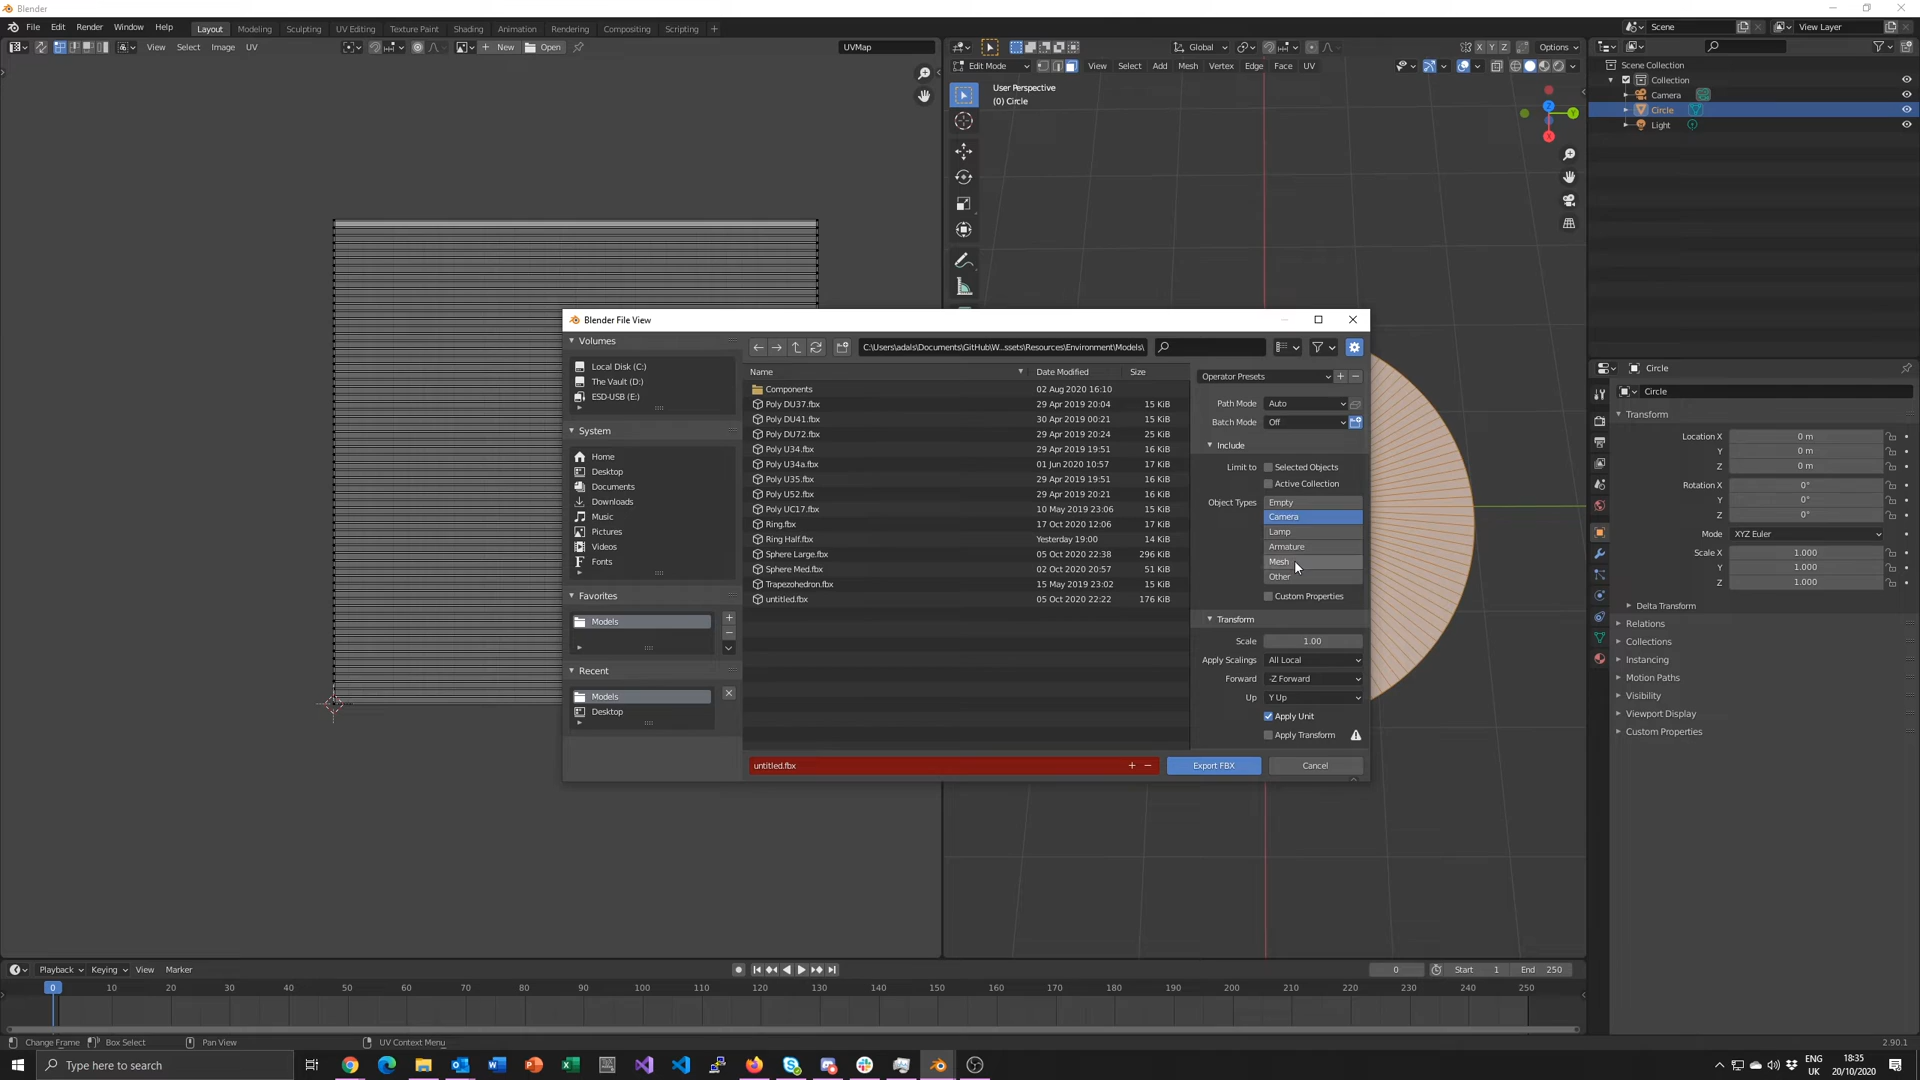 Blender
File Edit Render Window Help Layout Modeling Sculpting UV Editing Texture Paint Shading Animation Rendering Compositing Scripting + Scene View Layer
View Select Image UV New Open UVMap Global Options
Edit Mode View Select Add Mesh Vertex Edge Face UV
User Perspective
(0) Circle
X Y Z
Z
Y
X
Scene Collection
Collection
Camera
Circle
Light
Circle
Circle
Transform
Location X 0 m
Y 0 m
Z 0 m
Rotation X 0°
Y 0°
Z 0°
Mode XYZ Euler
Scale X 1.000
Y 1.000
Z 1.000
Delta Transform
Relations
Collections
Instancing
Motion Paths
Visibility
Viewport Display
Custom Properties
Blender File View
Volumes
Local Disk (C:)
The Vault (D:)
ESD-USB (E:)
System
Home
Desktop
Documents
Downloads
Music
Pictures
Videos
Fonts
Favorites
Models
Recent
Models
Desktop
C:\Users\adals\Documents\GitHub\W...ssets\Resources\Environment\Models\
Name Date Modified Size
Components 02 Aug 2020 16:10
Poly DU37.fbx 29 Apr 2019 20:04 15 KiB
Poly DU41.fbx 30 Apr 2019 00:21 15 KiB
Poly DU72.fbx 29 Apr 2019 20:24 25 KiB
Poly U34.fbx 29 Apr 2019 19:51 16 KiB
Poly U34a.fbx 01 Jun 2020 10:57 17 KiB
Poly U35.fbx 29 Apr 2019 19:51 16 KiB
Poly U52.fbx 29 Apr 2019 20:21 16 KiB
Poly UC17.fbx 10 May 2019 23:06 15 KiB
Ring.fbx 17 Oct 2020 12:06 17 KiB
Ring Half.fbx Yesterday 19:00 14 KiB
Sphere Large.fbx 05 Oct 2020 22:38 296 KiB
Sphere Med.fbx 02 Oct 2020 20:57 51 KiB
Trapezohedron.fbx 15 May 2019 23:02 15 KiB
untitled.fbx 05 Oct 2020 22:22 176 KiB
Operator Presets
Path Mode Auto
Batch Mode Off
Include
Limit to Selected Objects
Active Collection
Object Types Empty
Camera
Lamp
Armature
Mesh
Other
Custom Properties
Transform
Scale 1.00
Apply Scalings All Local
Forward -Z Forward
Up Y Up
Apply Unit
Apply Transform
untitled.fbx + − Export FBX Cancel
Playback Keying View Marker 0 Start 1 End 250
0 10 20 30 40 50 60 70 80 90 100 110 120 130 140 150 160 170 180 190 200 210 220 230 240 250
Change Frame Box Select Pan View UV Context Menu 2.90.1
Type here to search
ENG
UK
18:35
20/10/2020